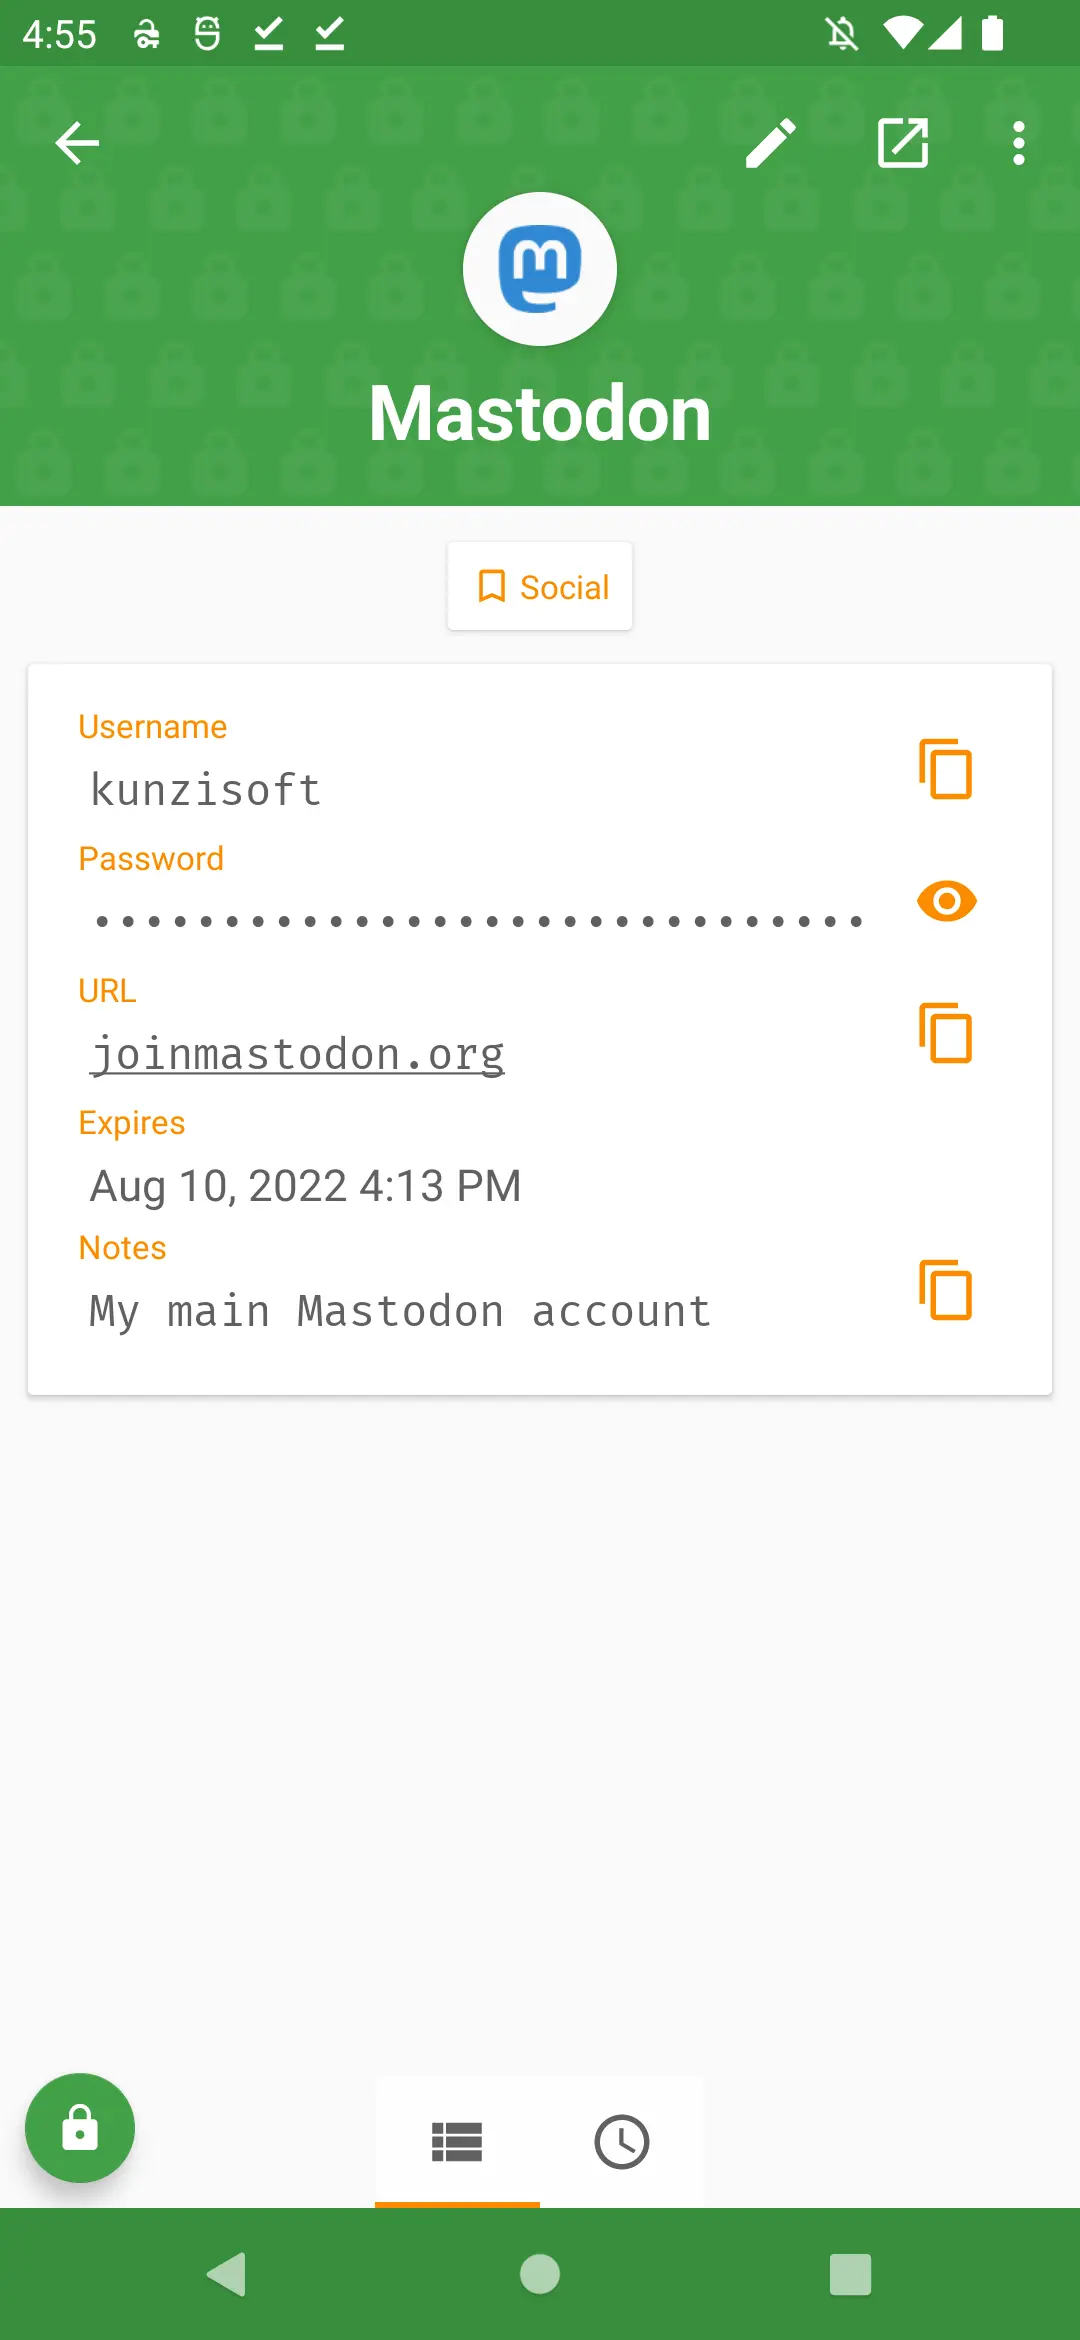 4:55
Mastodon
Social
Username
kunzisoft
Password
••••••••••••••••••••••••••••••
URL
joinmastodon.org
Expires
Aug 10, 2022 4:13 PM
Notes
My main Mastodon account